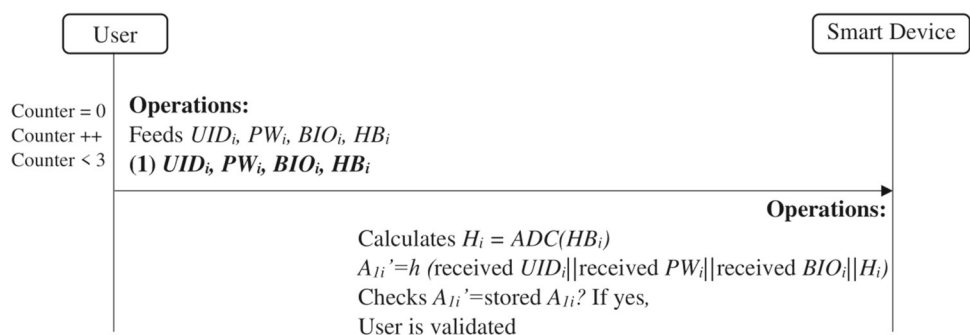 User
Smart Device
Counter = 0
Counter ++
Counter < 3
Operations:
Feeds UIDᵢ, PWᵢ, BIOᵢ, HBᵢ
(1) UIDᵢ, PWᵢ, BIOᵢ, HBᵢ
Operations:
Calculates Hᵢ = ADC(HBᵢ)
A₁ᵢ’=h (received UIDᵢ||received PWᵢ||received BIOᵢ||Hᵢ)
Checks A₁ᵢ’=stored A₁ᵢ? If yes,
User is validated